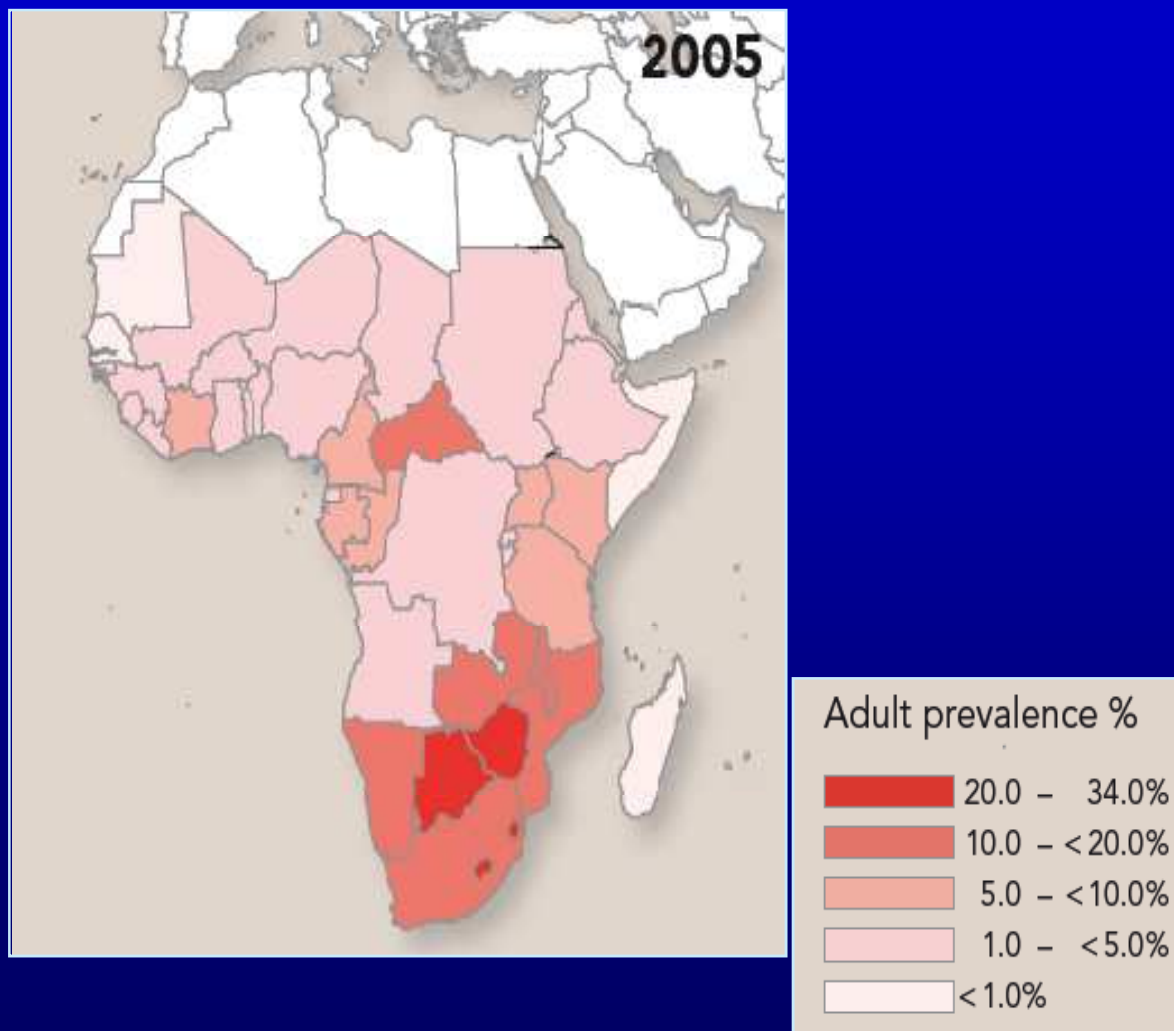 2005
Adult prevalence %
20.0 – 34.0%
10.0 – <20.0%
5.0 – <10.0%
1.0 – <5.0%
<1.0%